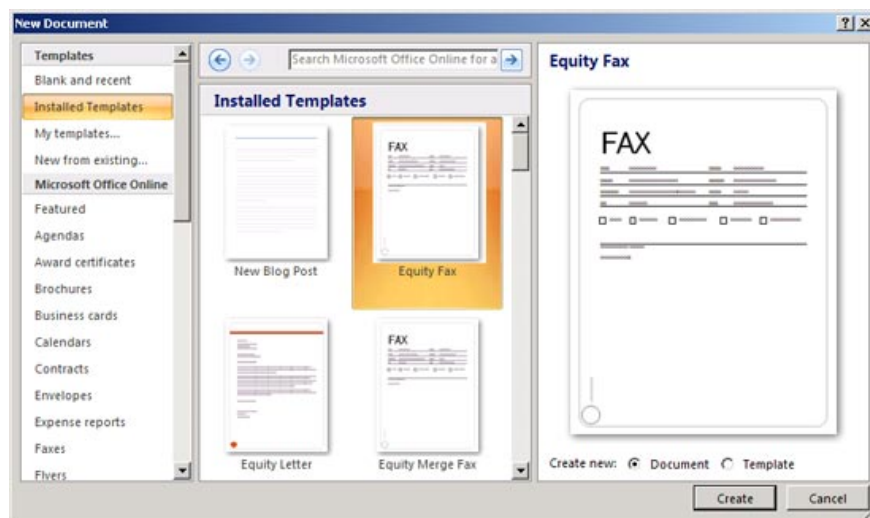 New Document
Templates
Blank and recent
Installed Templates
My templates...
New from existing...
Microsoft Office Online
Featured
Agendas
Award certificates
Brochures
Business cards
Calendars
Contracts
Envelopes
Expense reports
Faxes
Flyers
Search Microsoft Office Online for a
Installed Templates
New Blog Post
FAX
Equity Fax
Equity Letter
FAX
Equity Merge Fax
Equity Fax
FAX
Create new: Document Template
Create Cancel